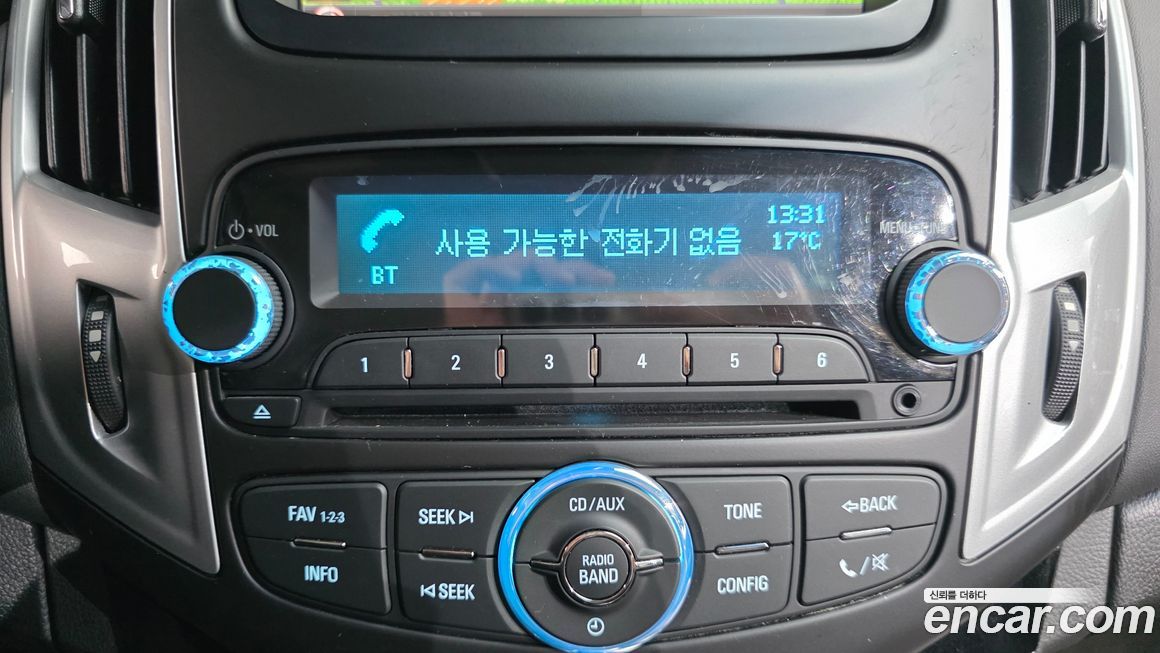 ⏻•VOL
MENU•TUNE
13:31
사용 가능한 전화기 없음
17°C
BT
1 2 3 4 5 6
FAV 1-2-3
SEEK
CD/AUX
TONE
BACK
INFO
SEEK
RADIO
BAND
CONFIG
신뢰를 더하다
encar.com